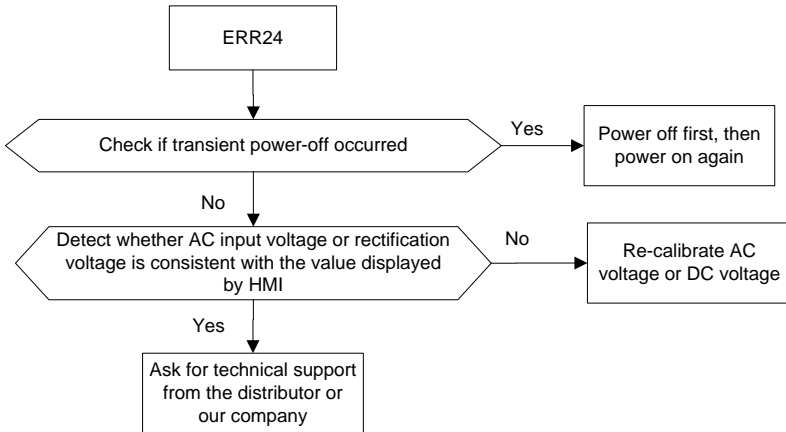 ERR24
Check if transient power-off occurred
Yes
Power off first, then
power on again
No
Detect whether AC input voltage or rectification
voltage is consistent with the value displayed
by HMI
No
Re-calibrate AC
voltage or DC voltage
Yes
Ask for technical support
from the distributor or
our company